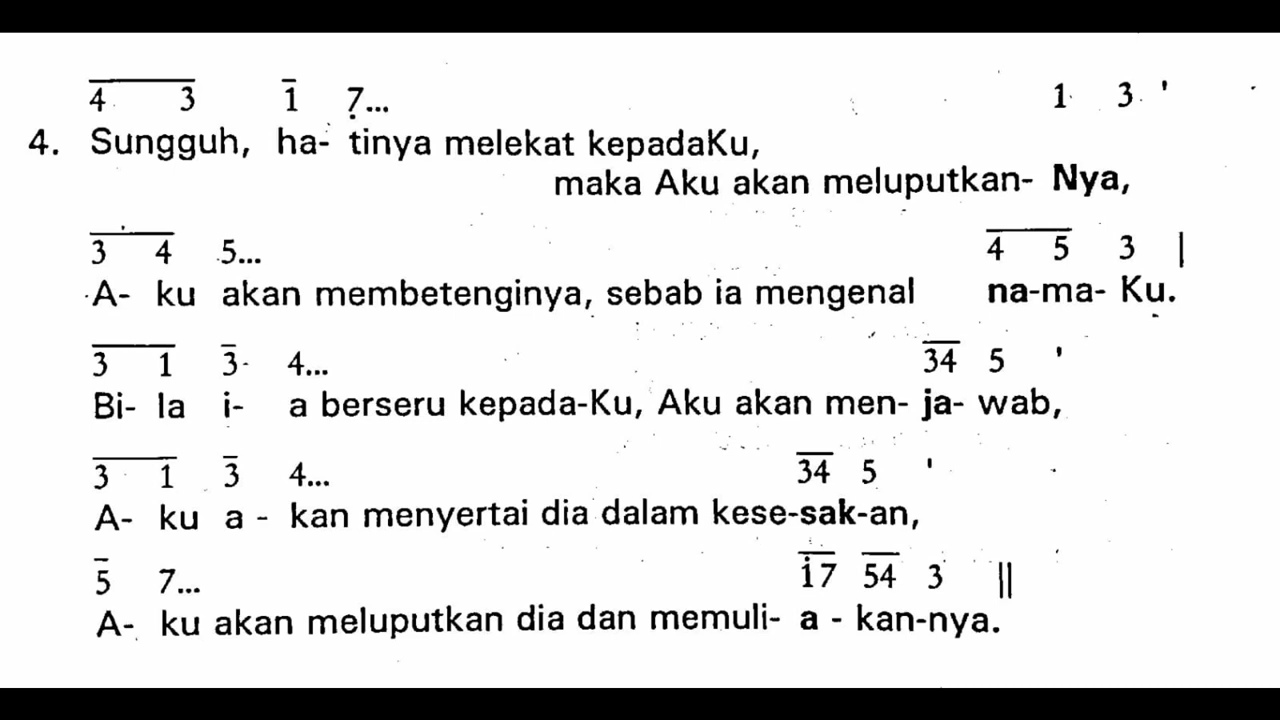 4 3 1 7... 1 3 '
4. Sungguh, ha- tinya melekat kepadaKu,
maka Aku akan meluputkan- Nya,
3 4 5... 4 5 3 |
A- ku akan membetenginya, sebab ia mengenal na-ma- Ku.
3 1 3 4... 34 5 '
Bi- la i- a berseru kepada-Ku, Aku akan men- ja- wab,
3 1 3 4... 34 5 '
A- ku a - kan menyertai dia dalam kese-sak-an,
5 7... i7 54 3 ||
A- ku akan meluputkan dia dan memuli- a - kan-nya.